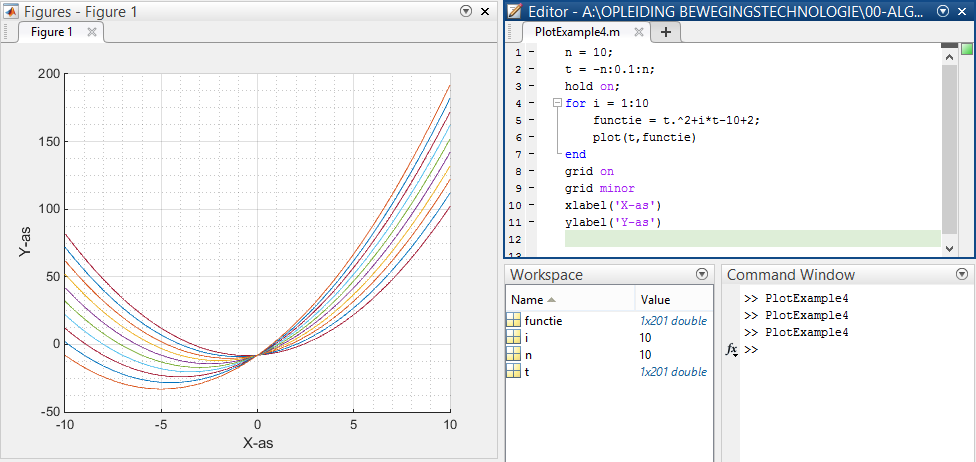 Figures - Figure 1
Figure 1
200
150
100
50
0
-50
-10
-5
0
5
10
X-as
Y-as
Editor - A:\OPLEIDING BEWEGINGSTECHNOLOGIE\00-ALG...
PlotExample4.m
1 - n = 10;
2 - t = -n:0.1:n;
3 - hold on;
4 - for i = 1:10
5 - functie = t.^2+i*t-10+2;
6 - plot(t,functie)
7 - end
8 - grid on
9 - grid minor
10 - xlabel('X-as')
11 - ylabel('Y-as')
12
13
Workspace
Name Value
functie 1x201 double
i 10
n 10
t 1x201 double
Command Window
>> PlotExample4
>> PlotExample4
>> PlotExample4
fx >>